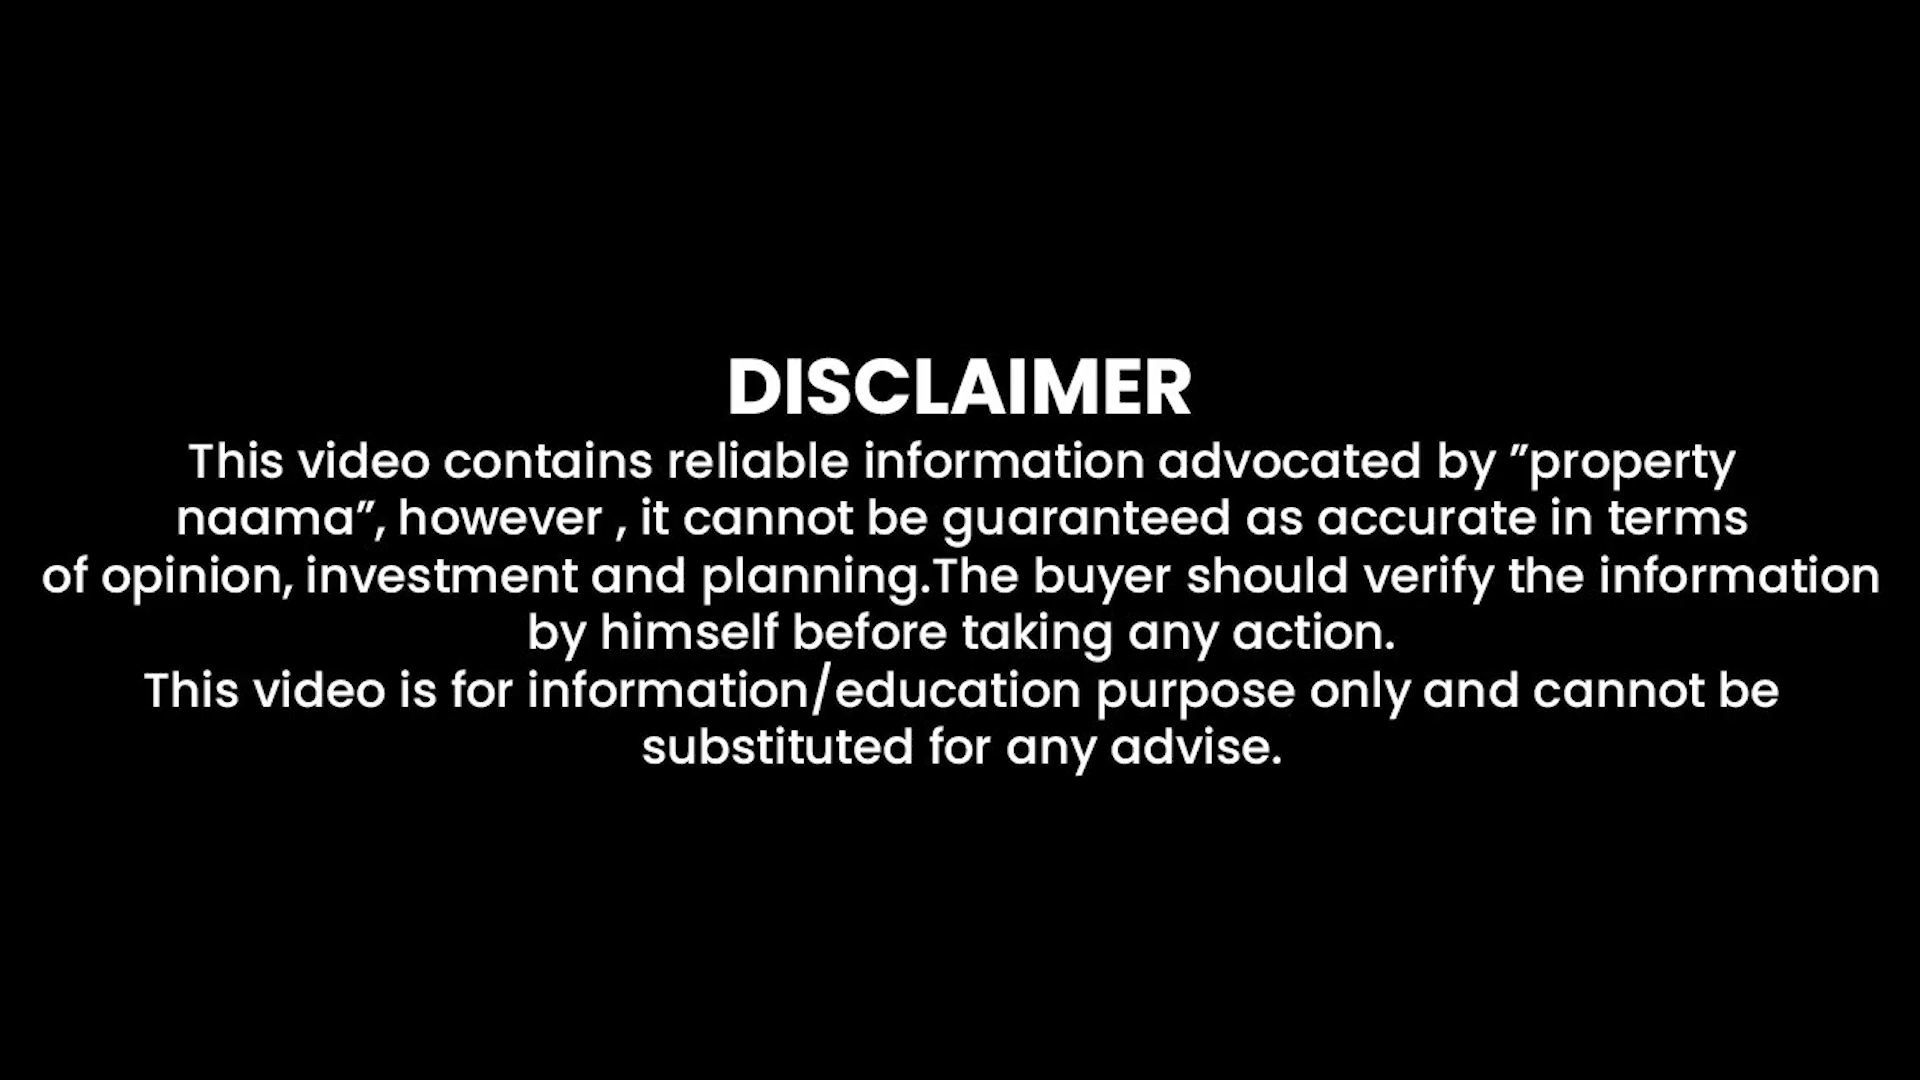 DISCLAIMER
This video contains reliable information advocated by ”property
naama”, however , it cannot be guaranteed as accurate in terms
of opinion, investment and planning.The buyer should verify the information
by himself before taking any action.
This video is for information/education purpose only and cannot be
substituted for any advise.